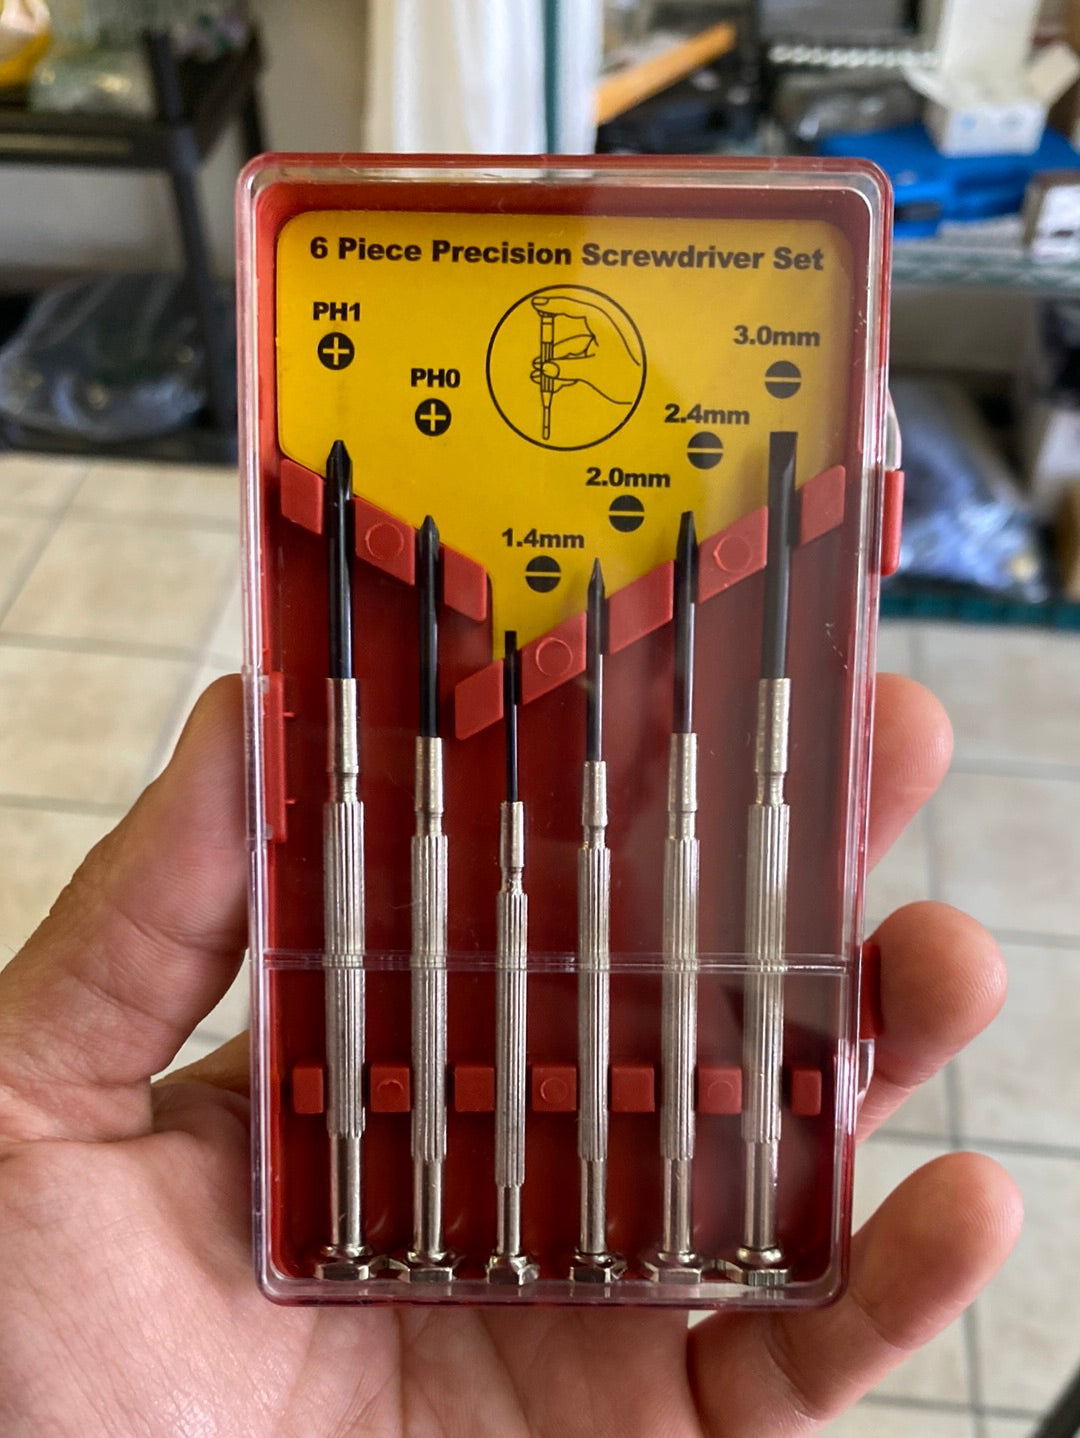 6 Piece Precision Screwdriver Set
PH1
PH0
3.0mm
2.4mm
2.0mm
1.4mm